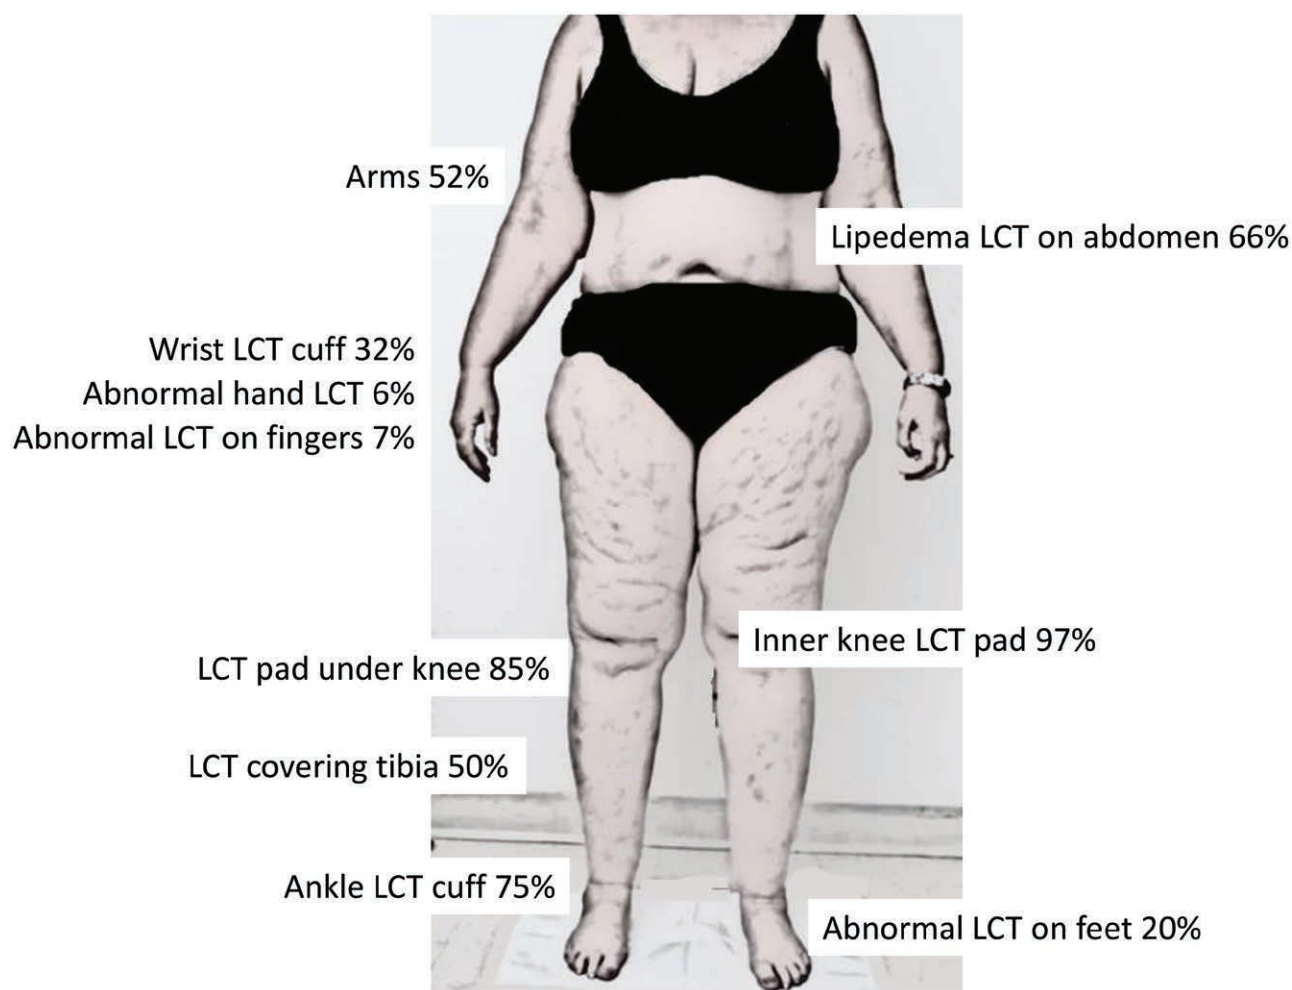 Arms 52%
Lipedema LCT on abdomen 66%
Wrist LCT cuff 32%
Abnormal hand LCT 6%
Abnormal LCT on fingers 7%
Inner knee LCT pad 97%
LCT pad under knee 85%
LCT covering tibia 50%
Ankle LCT cuff 75%
Abnormal LCT on feet 20%